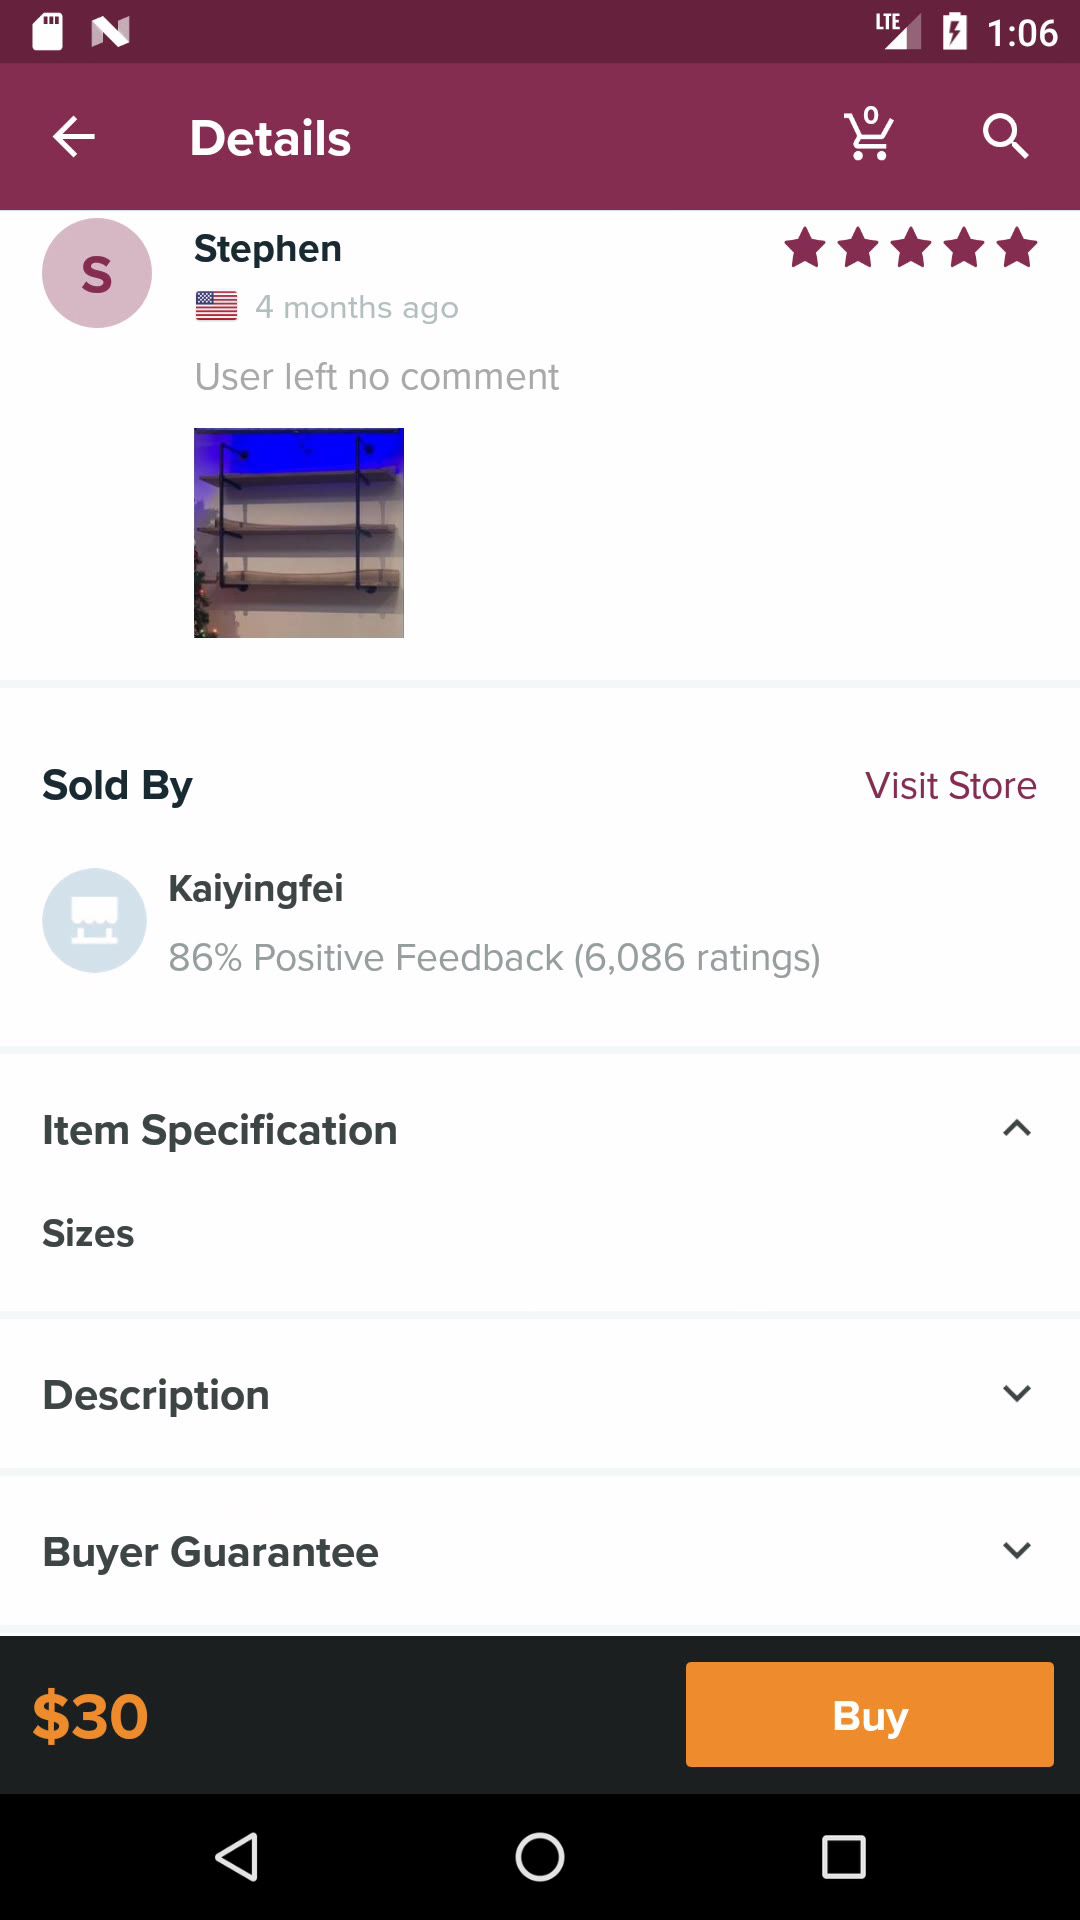 LTE 1:06
Details 0
S Stephen
4 months ago
User left no comment
Sold By Visit Store
Kaiyingfei
86% Positive Feedback (6,086 ratings)
Item Specification
Sizes
Description
Buyer Guarantee
$30 Buy